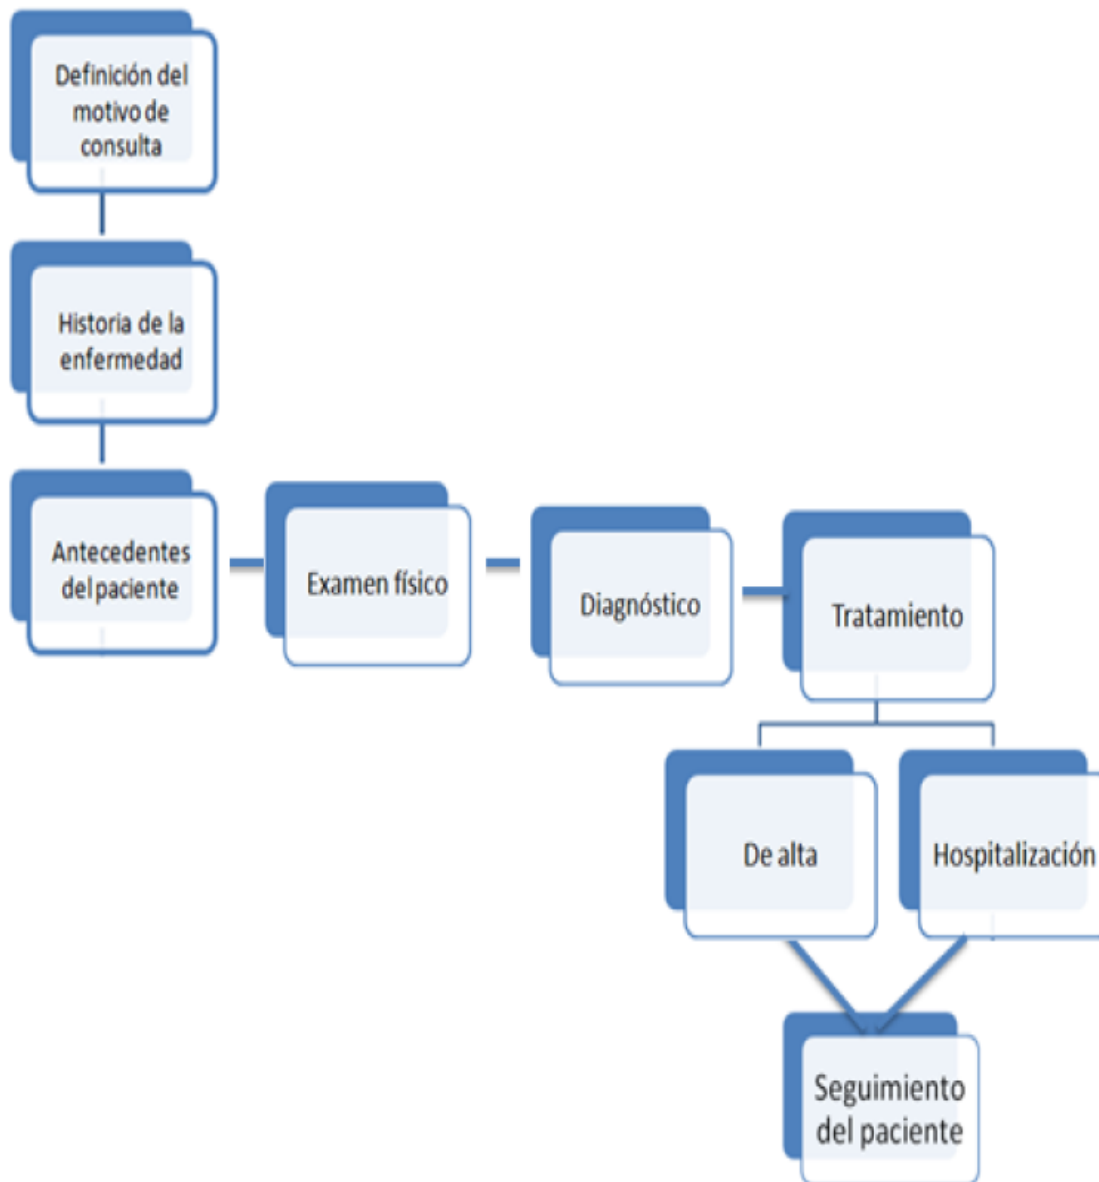 Definición del
motivo de
consulta
Historia de la
enfermedad
Antecedentes
del paciente
Examen físico
Diagnóstico
Tratamiento
De alta
Hospitalización
Seguimiento
del paciente